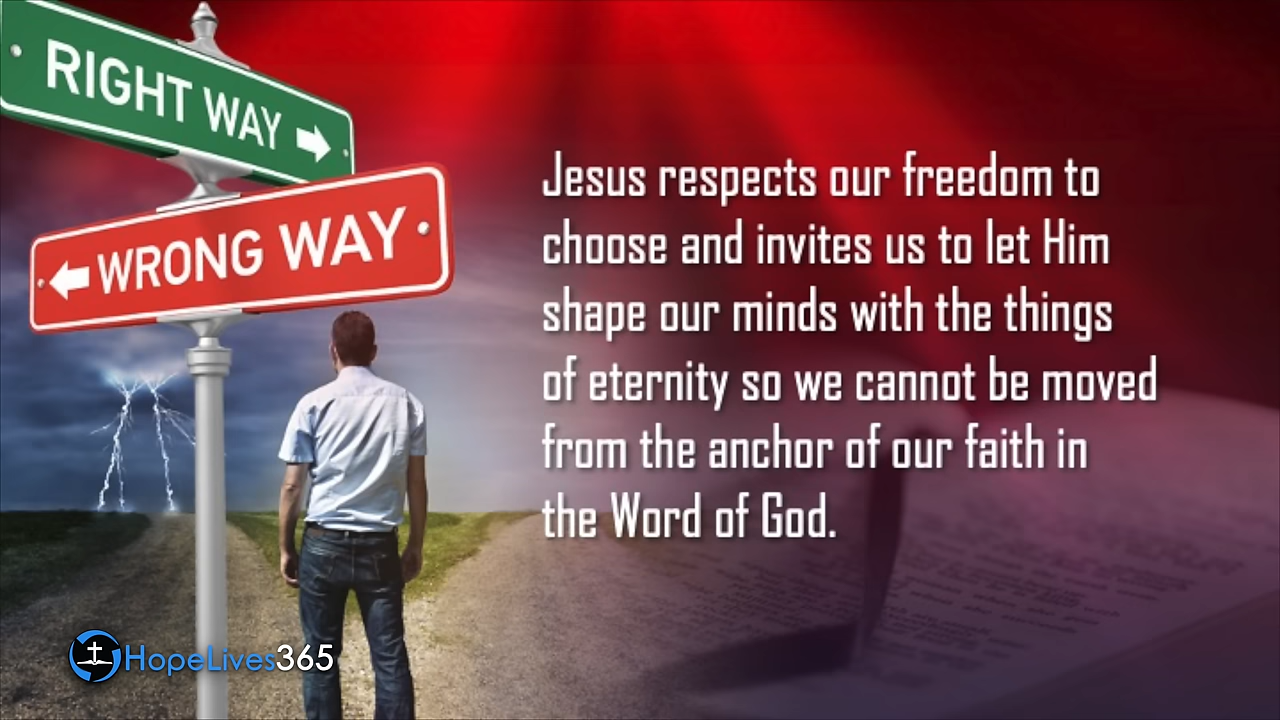 RIGHT WAY
WRONG WAY
Jesus respects our freedom to
choose and invites us to let Him
shape our minds with the things
of eternity so we cannot be moved
from the anchor of our faith in
the Word of God.
HopeLives365